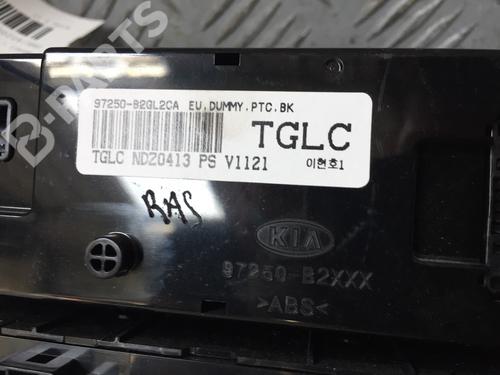 B-PARTS
97250-B2GL2CA EU.DUMMY.PTC.BK
TGLC
TGLC ND20413 PS V1121
이현호1
RAS
KIA
97250-B2XXX
>ABS<